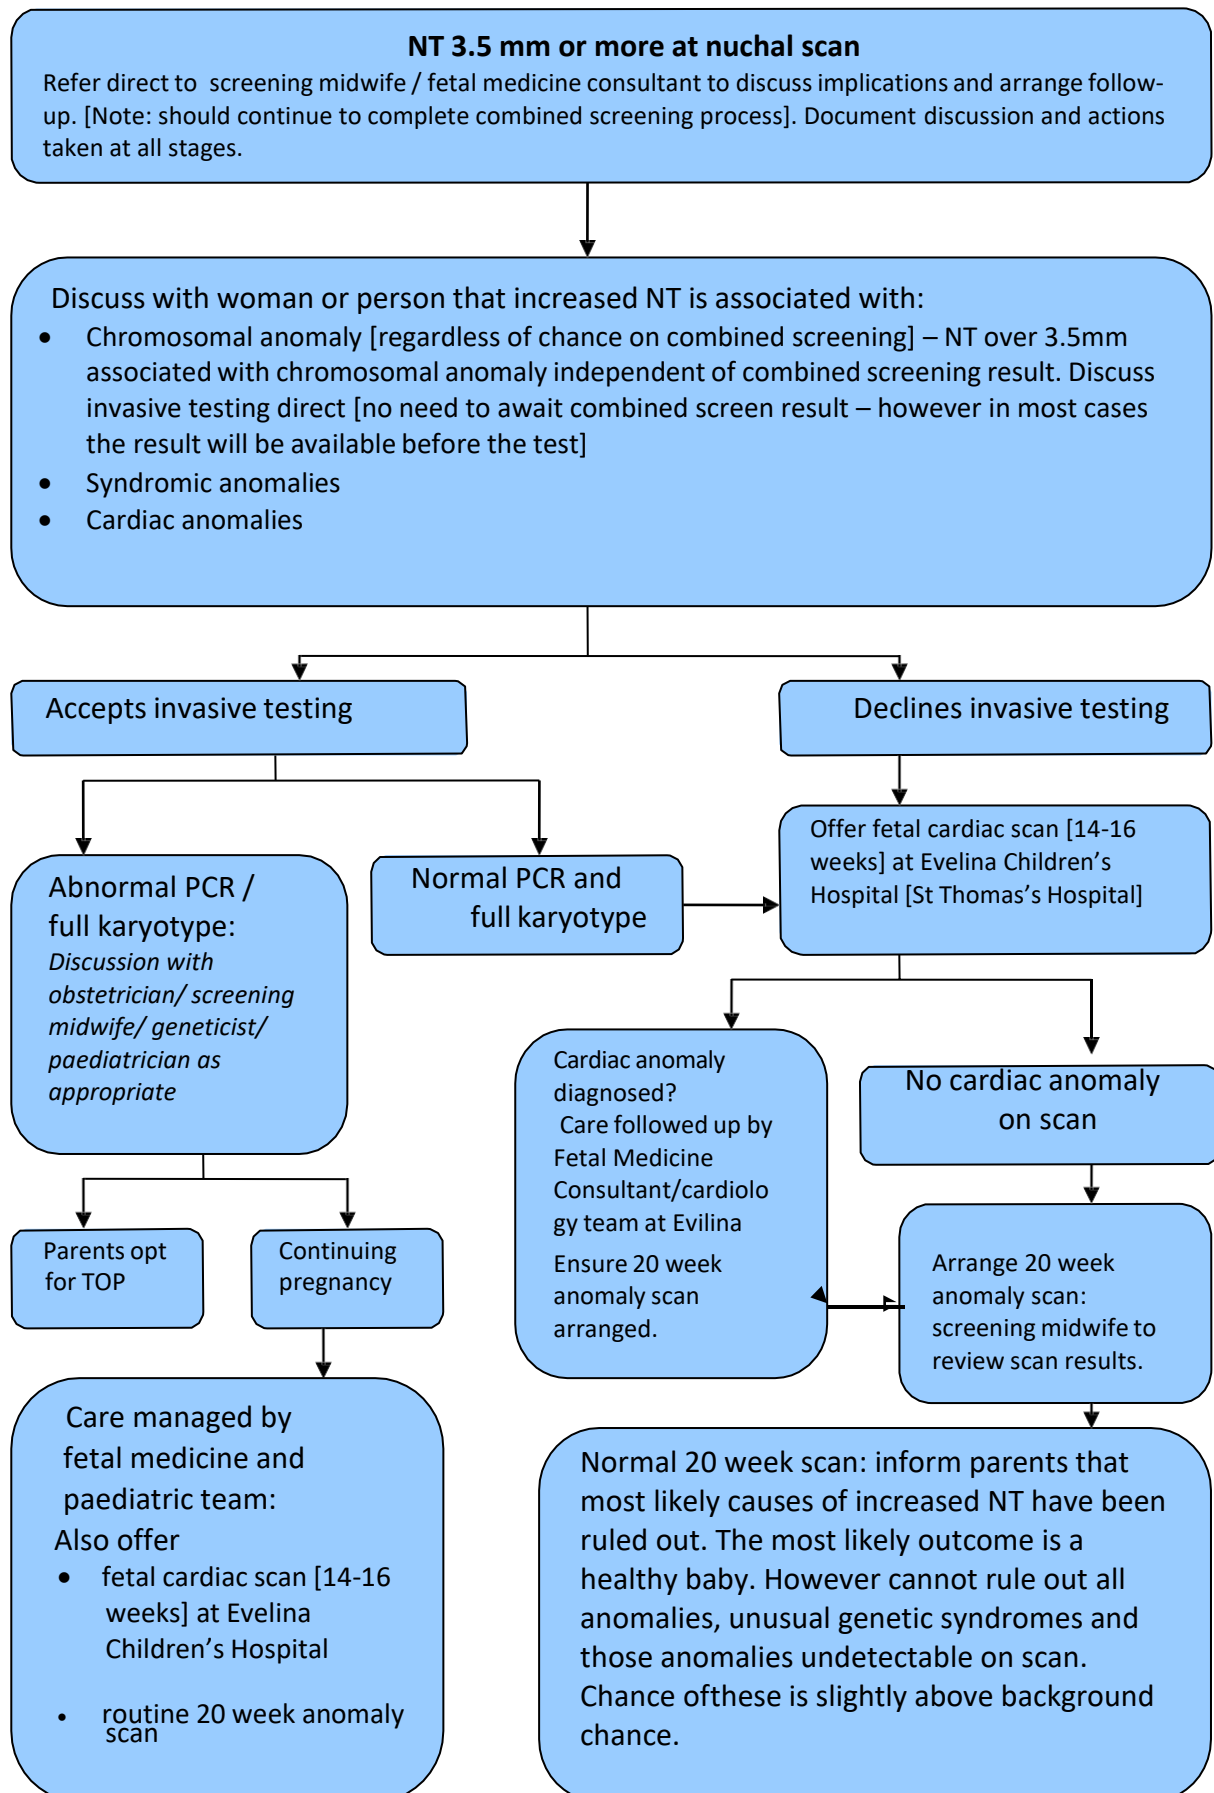 NT 3.5 mm or more at nuchal scan
Refer direct to screening midwife / fetal medicine consultant to discuss implications and arrange follow-
up. [Note: should continue to complete combined screening process]. Document discussion and actions
taken at all stages.
Discuss with woman or person that increased NT is associated with:
• Chromosomal anomaly [regardless of chance on combined screening] – NT over 3.5mm
associated with chromosomal anomaly independent of combined screening result. Discuss
invasive testing direct [no need to await combined screen result – however in most cases
the result will be available before the test]
• Syndromic anomalies
• Cardiac anomalies
Accepts invasive testing
Declines invasive testing
Abnormal PCR /
full karyotype:
Discussion with
obstetrician/ screening
midwife/ geneticist/
paediatrician as
appropriate
Normal PCR and
full karyotype
Offer fetal cardiac scan [14-16
weeks] at Evelina Children’s
Hospital [St Thomas’s Hospital]
Cardiac anomaly
diagnosed?
Care followed up by
Fetal Medicine
Consultant/cardiolo
gy team at Evilina
Ensure 20 week
anomaly scan
arranged.
No cardiac anomaly
on scan
Parents opt
for TOP
Continuing
pregnancy
Arrange 20 week
anomaly scan:
screening midwife to
review scan results.
Care managed by
fetal medicine and
paediatric team:
Also offer
• fetal cardiac scan [14-16
weeks] at Evelina
Children’s Hospital
• routine 20 week anomaly
scan
Normal 20 week scan: inform parents that
most likely causes of increased NT have been
ruled out. The most likely outcome is a
healthy baby. However cannot rule out all
anomalies, unusual genetic syndromes and
those anomalies undetectable on scan.
Chance ofthese is slightly above background
chance.